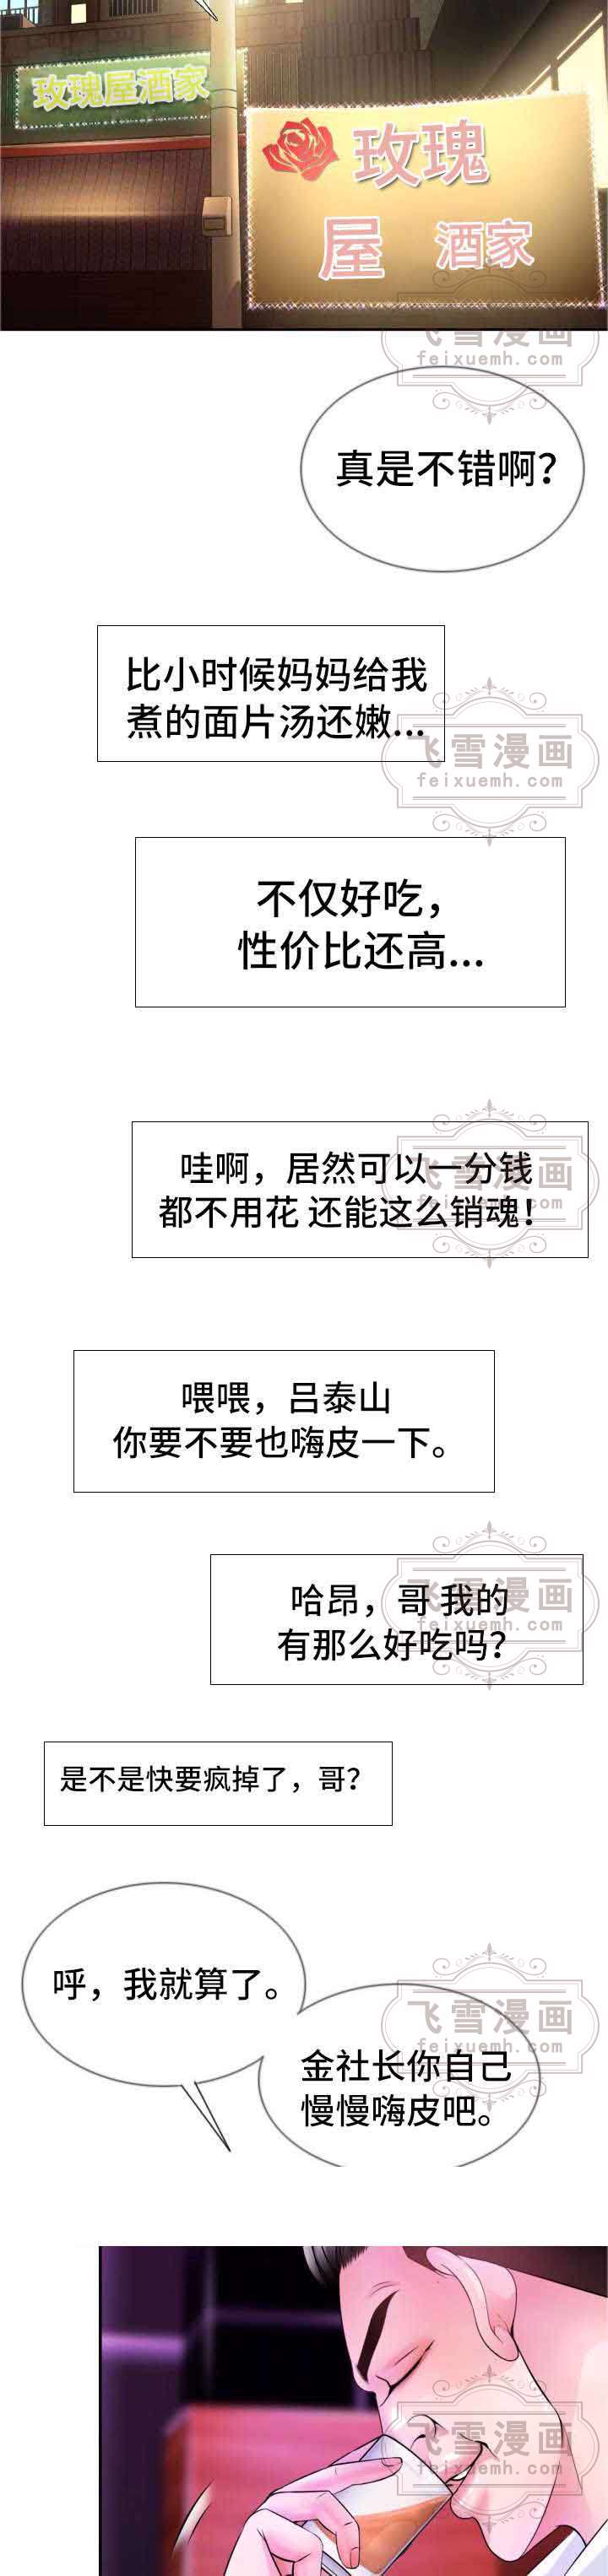 玫瑰屋酒家
玫瑰
屋 酒家
飞雪漫画
feixuemh.com
真是不错啊？
比小时候妈妈给我
煮的面片汤还嫩...
飞雪漫画
feixuemh.com
不仅好吃，
性价比还高...
哇啊，居然可以一分钱
都不用花 还能这么销魂！
飞雪漫画
feixuemh.com
喂喂，吕泰山
你要不要也嗨皮一下。
哈昂，哥 我的
有那么好吃吗？
飞雪漫画
feixuemh.com
是不是快要疯掉了，哥？
呼，我就算了。
飞雪漫画
feixuemh.com
金社长你自己
慢慢嗨皮吧。
飞雪漫画
feixuemh.com